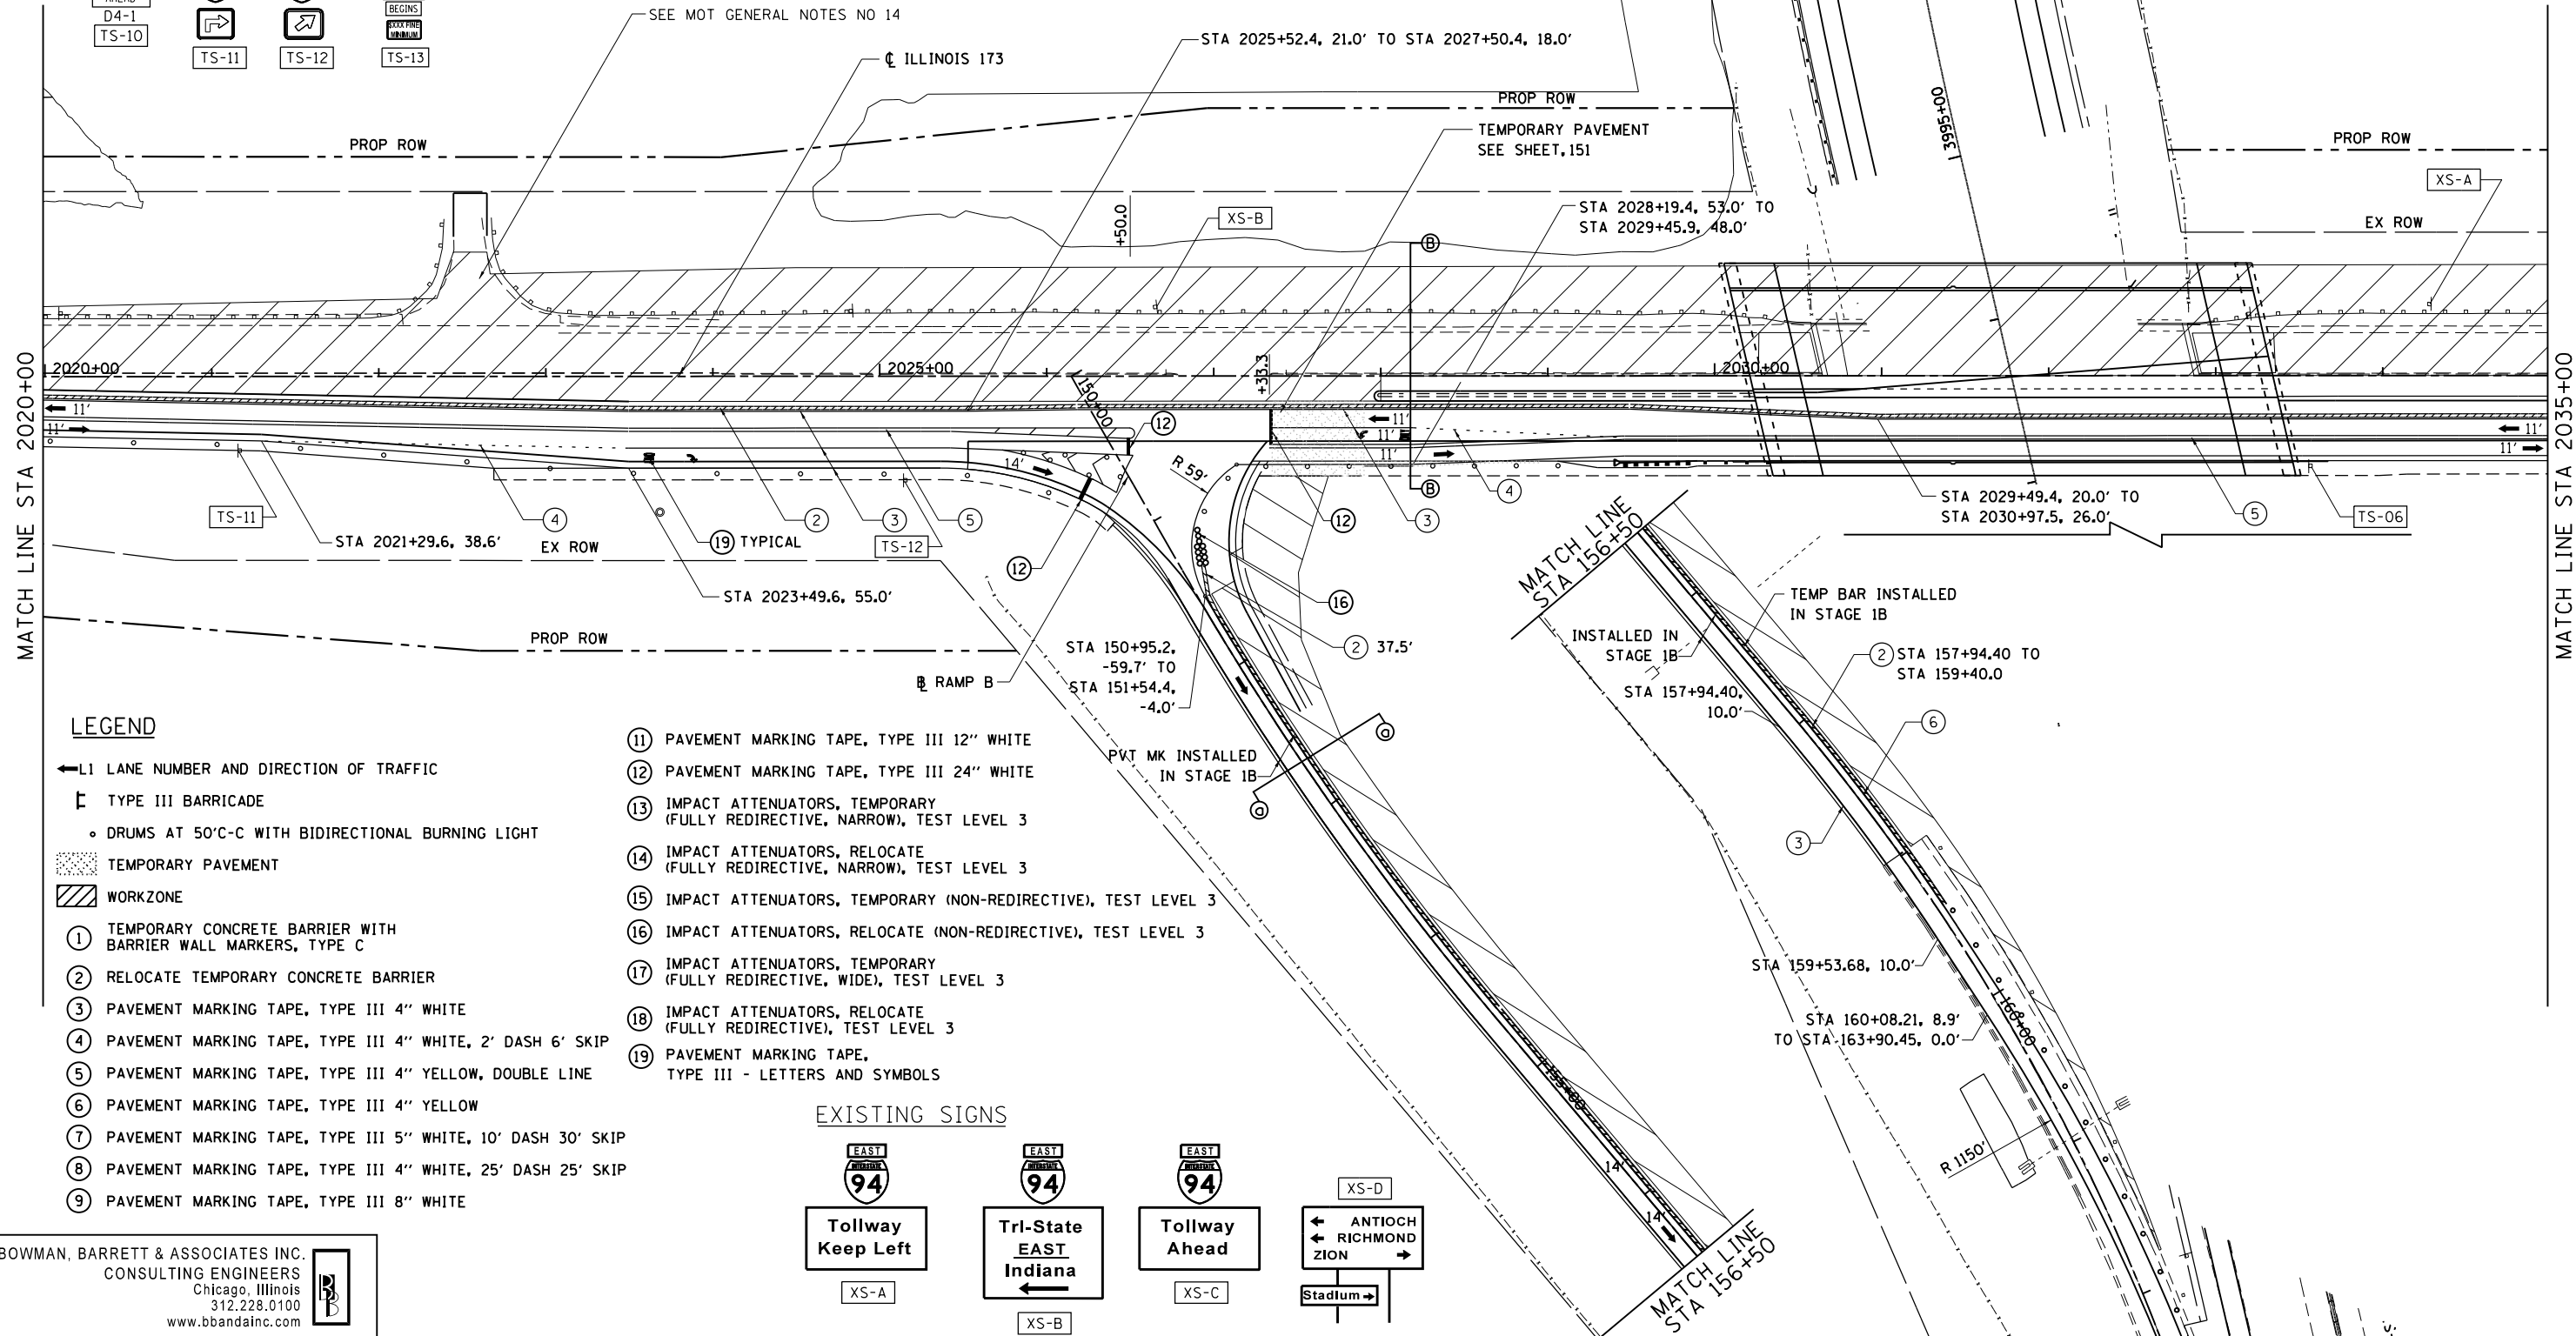 D4-1
TS-10
TS-11
TS-12
BEGINS
$XXX FINE
MINIMUM
TS-13
SEE MOT GENERAL NOTES NO 14
℄ ILLINOIS 173
STA 2025+52.4, 21.0' TO STA 2027+50.4, 18.0'
PROP ROW
PROP ROW
TEMPORARY PAVEMENT
SEE SHEET,151
1 3995+00
PROP ROW
XS-A
EX ROW
+50.0
XS-B
STA 2028+19.4, 53.0' TO
STA 2029+45.9, 48.0'
B
MATCH LINE STA 2020+00
2020+00
2025+00
150+00
+33.3
2030+00
MATCH LINE STA 2035+00
11'
11'
12
11'
11'
11'
11'
11'
14'
R 59'
B
TS-11
STA 2021+29.6, 38.6'
4
EX ROW
19 TYPICAL
2
3
5
TS-12
12
12
3
4
STA 2029+49.4, 20.0' TO
STA 2030+97.5, 26.0'
5
TS-06
STA 2023+49.6, 55.0'
PROP ROW
16
2 37.5'
STA 150+95.2,
-59.7' TO
STA 151+54.4,
-4.0'
B RAMP B
PVT MK INSTALLED
IN STAGE 1B
a
a
MATCH LINE
STA 156+50
TEMP BAR INSTALLED
IN STAGE 1B
INSTALLED IN
STAGE 1B
2 STA 157+94.40 TO
STA 159+40.0
STA 157+94.40,
10.0'
6
3
STA 159+53.68, 10.0'
STA 160+08.21, 8.9'
TO STA 163+90.45, 0.0'
160+00
R 1150'
155+00
14'
14'
MATCH LINE
STA 156+50
LEGEND
L1 LANE NUMBER AND DIRECTION OF TRAFFIC
TYPE III BARRICADE
DRUMS AT 50'C-C WITH BIDIRECTIONAL BURNING LIGHT
TEMPORARY PAVEMENT
WORKZONE
1 TEMPORARY CONCRETE BARRIER WITH
BARRIER WALL MARKERS, TYPE C
2 RELOCATE TEMPORARY CONCRETE BARRIER
3 PAVEMENT MARKING TAPE, TYPE III 4" WHITE
4 PAVEMENT MARKING TAPE, TYPE III 4" WHITE, 2' DASH 6' SKIP
5 PAVEMENT MARKING TAPE, TYPE III 4" YELLOW, DOUBLE LINE
6 PAVEMENT MARKING TAPE, TYPE III 4" YELLOW
7 PAVEMENT MARKING TAPE, TYPE III 5" WHITE, 10' DASH 30' SKIP
8 PAVEMENT MARKING TAPE, TYPE III 4" WHITE, 25' DASH 25' SKIP
9 PAVEMENT MARKING TAPE, TYPE III 8" WHITE
11 PAVEMENT MARKING TAPE, TYPE III 12" WHITE
12 PAVEMENT MARKING TAPE, TYPE III 24" WHITE
13 IMPACT ATTENUATORS, TEMPORARY
(FULLY REDIRECTIVE, NARROW), TEST LEVEL 3
14 IMPACT ATTENUATORS, RELOCATE
(FULLY REDIRECTIVE, NARROW), TEST LEVEL 3
15 IMPACT ATTENUATORS, TEMPORARY (NON-REDIRECTIVE), TEST LEVEL 3
16 IMPACT ATTENUATORS, RELOCATE (NON-REDIRECTIVE), TEST LEVEL 3
17 IMPACT ATTENUATORS, TEMPORARY
(FULLY REDIRECTIVE, WIDE), TEST LEVEL 3
18 IMPACT ATTENUATORS, RELOCATE
(FULLY REDIRECTIVE), TEST LEVEL 3
19 PAVEMENT MARKING TAPE,
TYPE III - LETTERS AND SYMBOLS
EXISTING SIGNS
EAST
INTERSTATE
94
Tollway
Keep Left
XS-A
EAST
INTERSTATE
94
TrI-State
EAST
Indiana
XS-B
EAST
INTERSTATE
94
Tollway
Ahead
XS-C
XS-D
ANTIOCH
RICHMOND
ZION
StadIum
BOWMAN, BARRETT & ASSOCIATES INC.
CONSULTING ENGINEERS
Chicago, Illinois
312.228.0100
www.bbandainc.com